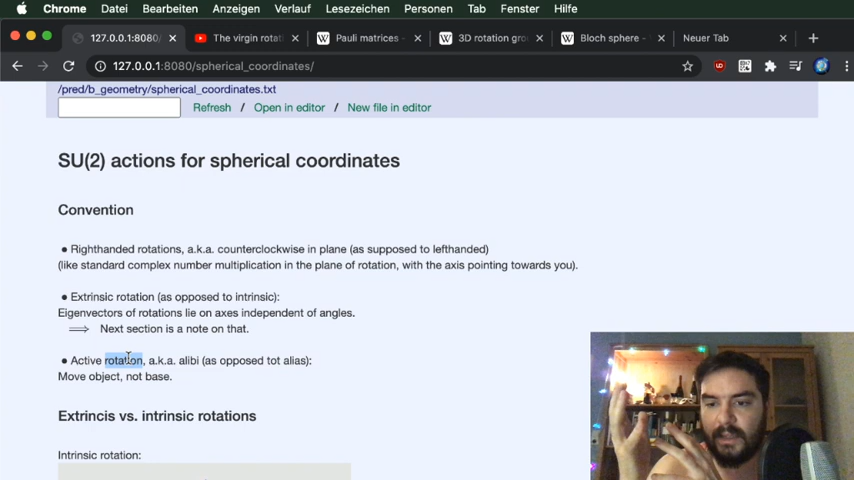 Chrome Datei Bearbeiten Anzeigen Verlauf Lesezeichen Personen Tab Fenster Hilfe
127.0.0.1:8080/ The virgin rotati Pauli matrices - 3D rotation gro Bloch sphere - W Neuer Tab
127.0.0.1:8080/spherical_coordinates/
/pred/b_geometry/spherical_coordinates.txt
Refresh / Open in editor / New file in editor
SU(2) actions for spherical coordinates
Convention
● Righthanded rotations, a.k.a. counterclockwise in plane (as supposed to lefthanded)
(like standard complex number multiplication in the plane of rotation, with the axis pointing towards you).
● Extrinsic rotation (as opposed to intrinsic):
Eigenvectors of rotations lie on axes independent of angles.
⟹ Next section is a note on that.
● Active rotation, a.k.a. alibi (as opposed tot alias):
Move object, not base.
Extrincis vs. intrinsic rotations
Intrinsic rotation: